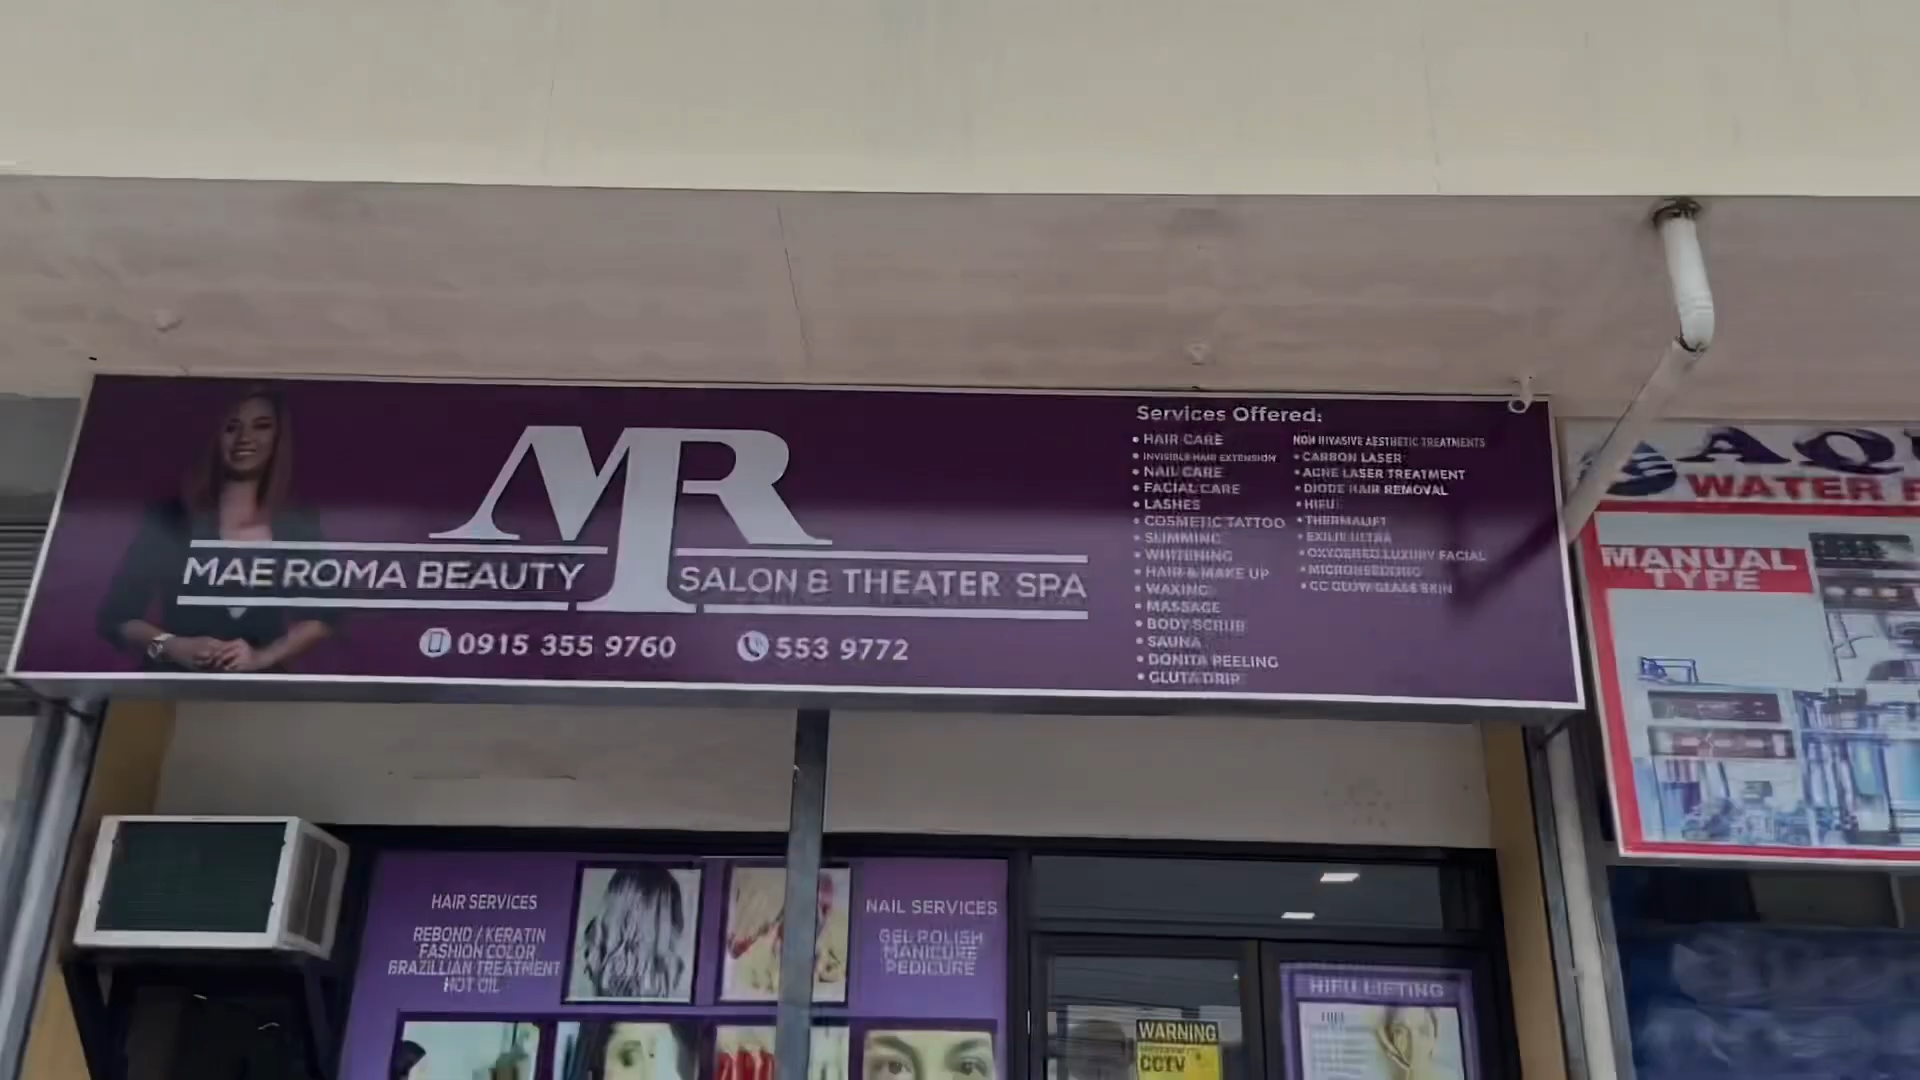 MR
MAE ROMA BEAUTY SALON & THEATER SPA
0915 355 9760 553 9772
Services Offered:
• HAIR CARE
• INVISIBLE HAIR EXTENSION
• NAIL CARE
• FACIAL CARE
• LASHES
• COSMETIC TATTOO
• SLIMMING
• WHITENING
• HAIR & MAKE UP
• WAXING
• MASSAGE
• BODY SCRUB
• SAUNA
• DONITA PEELING
• GLUTA DRIP
NON INVASIVE AESTHETIC TREATMENTS
• CARBON LASER
• ACNE LASER TREATMENT
• DIODE HAIR REMOVAL
• HIFU
• THERMALIFT
• EXILIS ULTRA
• OXYGERED LUXURY FACIAL
• MICRONEEDLING
• CC GLOW GLASS SKIN
WATER
MANUAL
TYPE
HAIR SERVICES
REBOND / KERATIN
FASHION COLOR
BRAZILLIAN TREATMENT
HOT OIL
NAIL SERVICES
GEL POLISH
MANICURE
PEDICURE
HIFU LIFTING
WARNING
CCTV